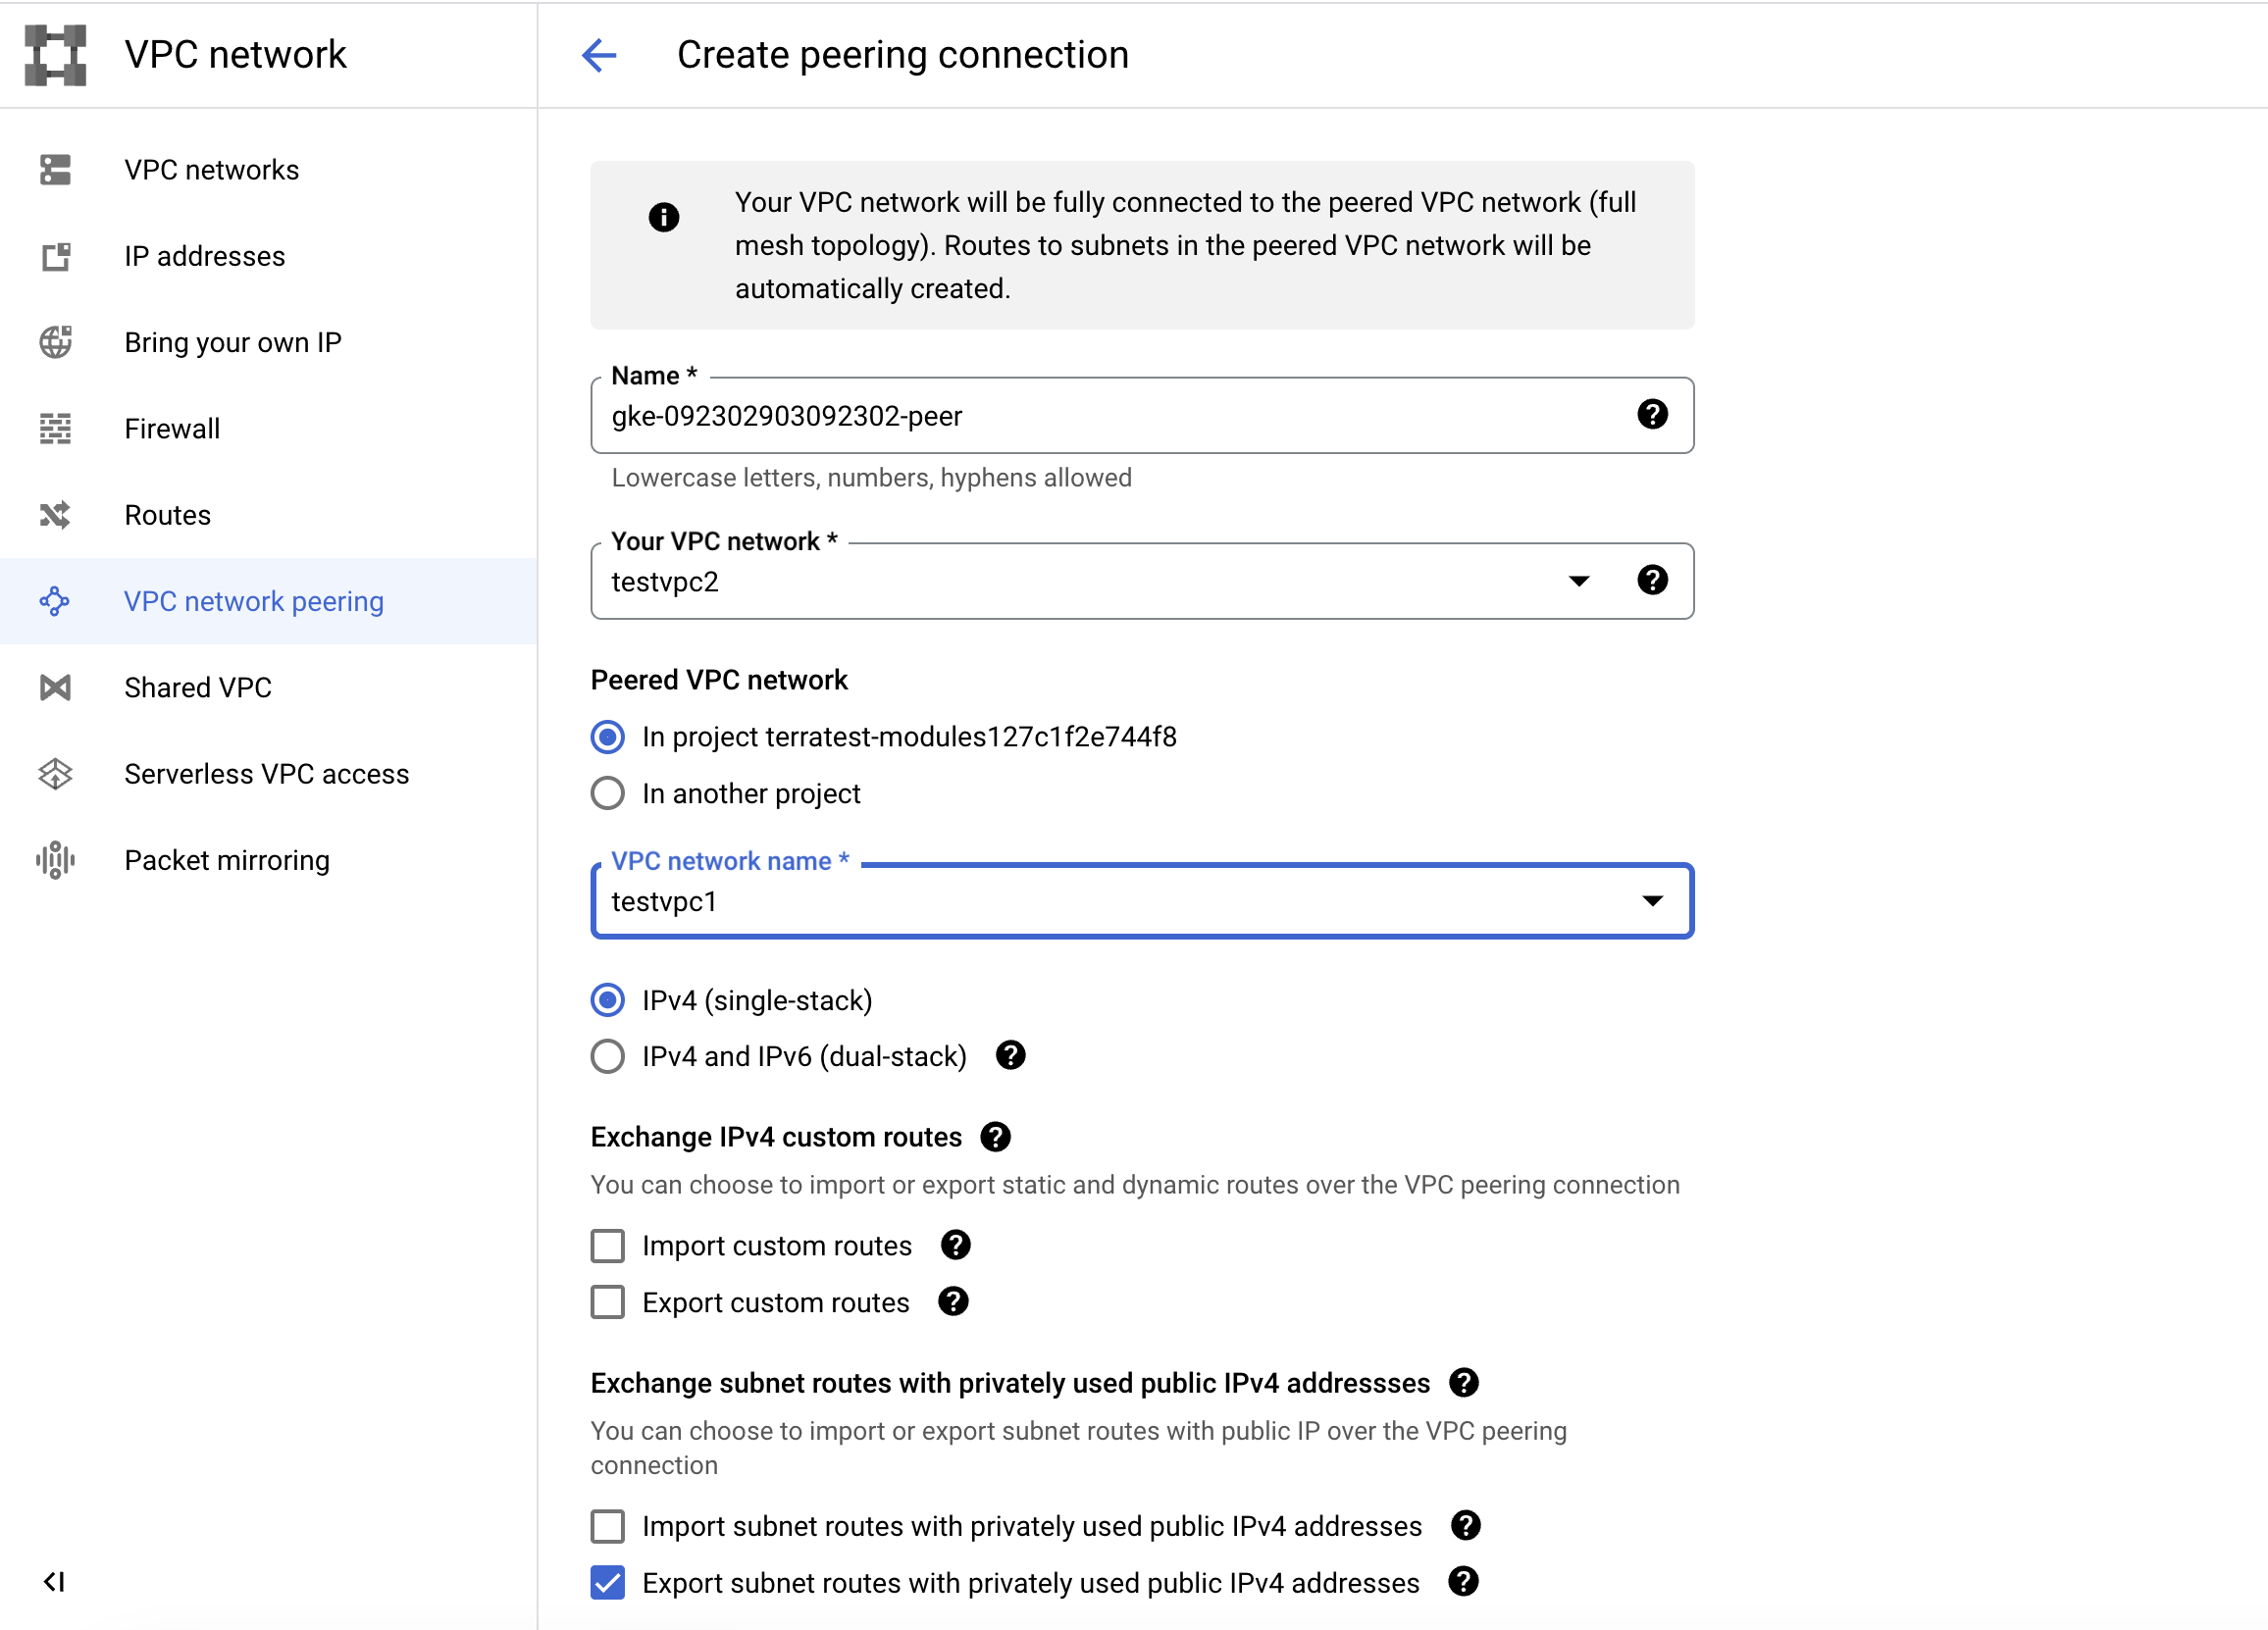 VPC network
VPC networks
IP addresses
Bring your own IP
Firewall
Routes
VPC network peering
Shared VPC
Serverless VPC access
Packet mirroring
Create peering connection
Your VPC network will be fully connected to the peered VPC network (full
mesh topology). Routes to subnets in the peered VPC network will be
automatically created.
Name *
gke-092302903092302-peer
Lowercase letters, numbers, hyphens allowed
Your VPC network *
testvpc2
Peered VPC network
In project terratest-modules127c1f2e744f8
In another project
VPC network name *
testvpc1
IPv4 (single-stack)
IPv4 and IPv6 (dual-stack)
Exchange IPv4 custom routes
You can choose to import or export static and dynamic routes over the VPC peering connection
Import custom routes
Export custom routes
Exchange subnet routes with privately used public IPv4 addressses
You can choose to import or export subnet routes with public IP over the VPC peering
connection
Import subnet routes with privately used public IPv4 addresses
Export subnet routes with privately used public IPv4 addresses